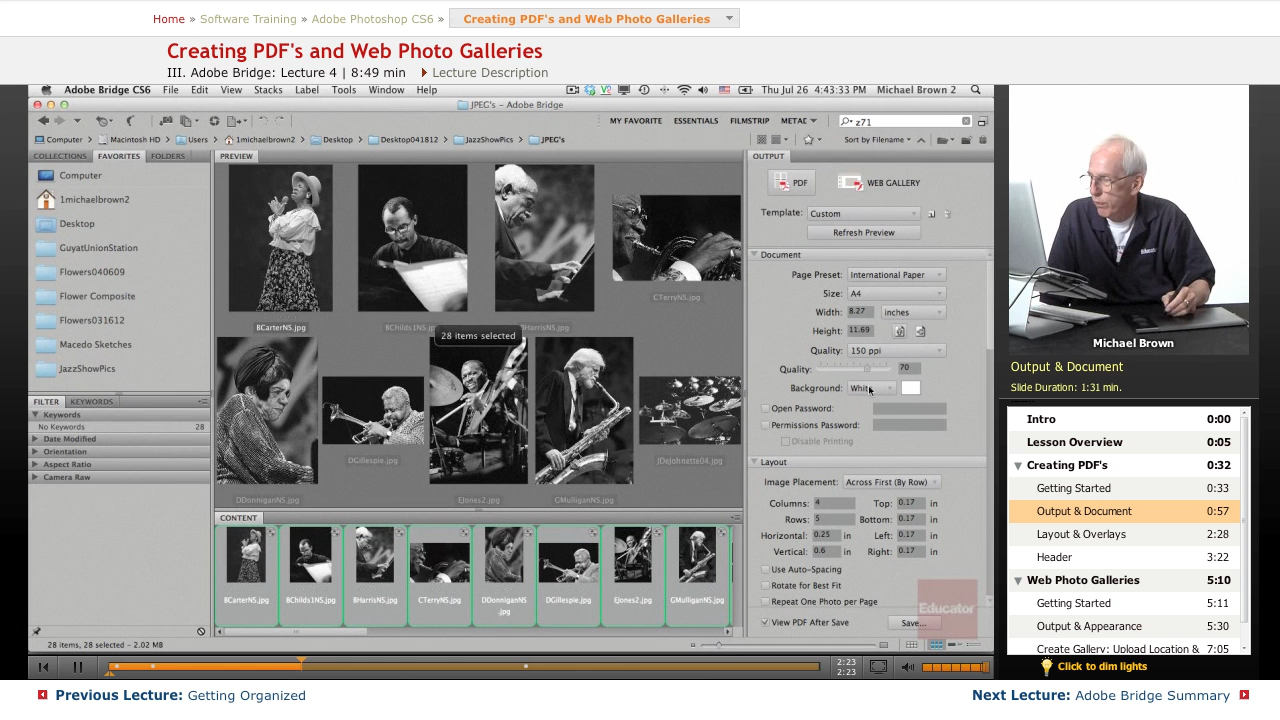 Home » Software Training » Adobe Photoshop CS6 » Creating PDF's and Web Photo Galleries
Creating PDF's and Web Photo Galleries
III. Adobe Bridge: Lecture 4 | 8:49 min Lecture Description
Adobe Bridge CS6 File Edit View Stacks Label Tools Window Help Thu Jul 26 4:43:33 PM Michael Brown 2
JPEG's – Adobe Bridge
MY FAVORITE ESSENTIALS FILMSTRIP METAE z71
Computer Macintosh HD Users 1michaelbrown2 Desktop Desktop041812 JazzShowPics JPEG's Sort by Filename
COLLECTIONS FAVORITES FOLDERS
Computer
1michaelbrown2
Desktop
GuyatUnionStation
Flowers040609
Flower Composite
Flowers031612
Macedo Sketches
JazzShowPics
FILTER KEYWORDS
Keywords
No Keywords 28
Date Modified
Orientation
Aspect Ratio
Camera Raw
PREVIEW
CTerryNS.jpg
BCarterNS.jpg BChilds1NS.jpg BHarrisNS.jpg
28 items selected
DGillespie.jpg JDeJohnette04.jpg
DDonniganNS.jpg EJones2.jpg GMulliganNS.jpg
CONTENT
BCarterNS.jpg BChilds1NS.jpg BHarrisNS.jpg CTerryNS.jpg DDonniganNS.jpg DGillespie.jpg EJones2.jpg GMulliganNS.jpg
28 items, 28 selected – 2.02 MB
OUTPUT
PDF WEB GALLERY
Template: Custom
Refresh Preview
Document
Page Preset: International Paper
Size: A4
Width: 8.27 inches
Height: 11.69
Quality: 150 ppi
Quality: 70
Background: White
Open Password:
Permissions Password:
Disable Printing
Layout
Image Placement: Across First (By Row)
Columns: 4 Top: 0.17 in
Rows: 5 Bottom: 0.17 in
Horizontal: 0.25 in Left: 0.17 in
Vertical: 0.6 in Right: 0.17 in
Use Auto-Spacing
Rotate for Best Fit
Repeat One Photo per Page
Educator
View PDF After Save Save...
Michael Brown
Output & Document
Slide Duration: 1:31 min.
Intro 0:00
Lesson Overview 0:05
Creating PDF's 0:32
Getting Started 0:33
Output & Document 0:57
Layout & Overlays 2:28
Header 3:22
Web Photo Galleries 5:10
Getting Started 5:11
Output & Appearance 5:30
Create Gallery: Upload Location & 7:05
2:23
2:23
Click to dim lights
Previous Lecture: Getting Organized
Next Lecture: Adobe Bridge Summary